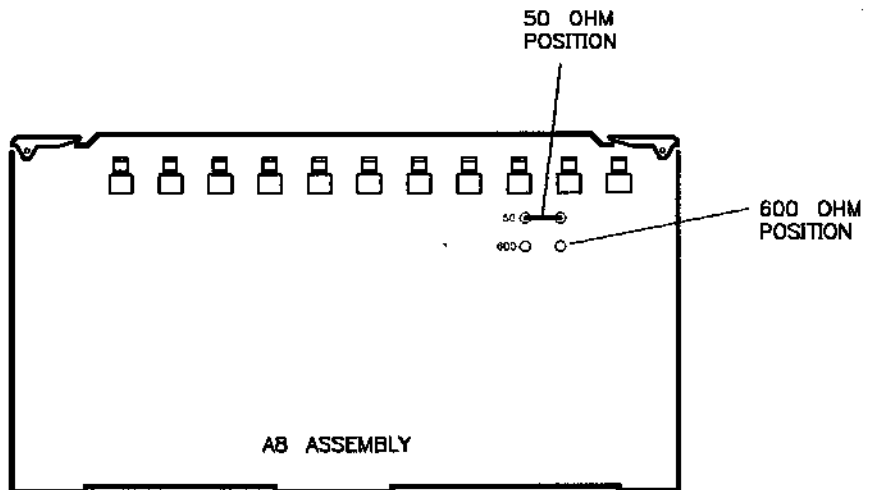 50 OHM
POSITION
600 OHM
POSITION
50
600
A8 ASSEMBLY